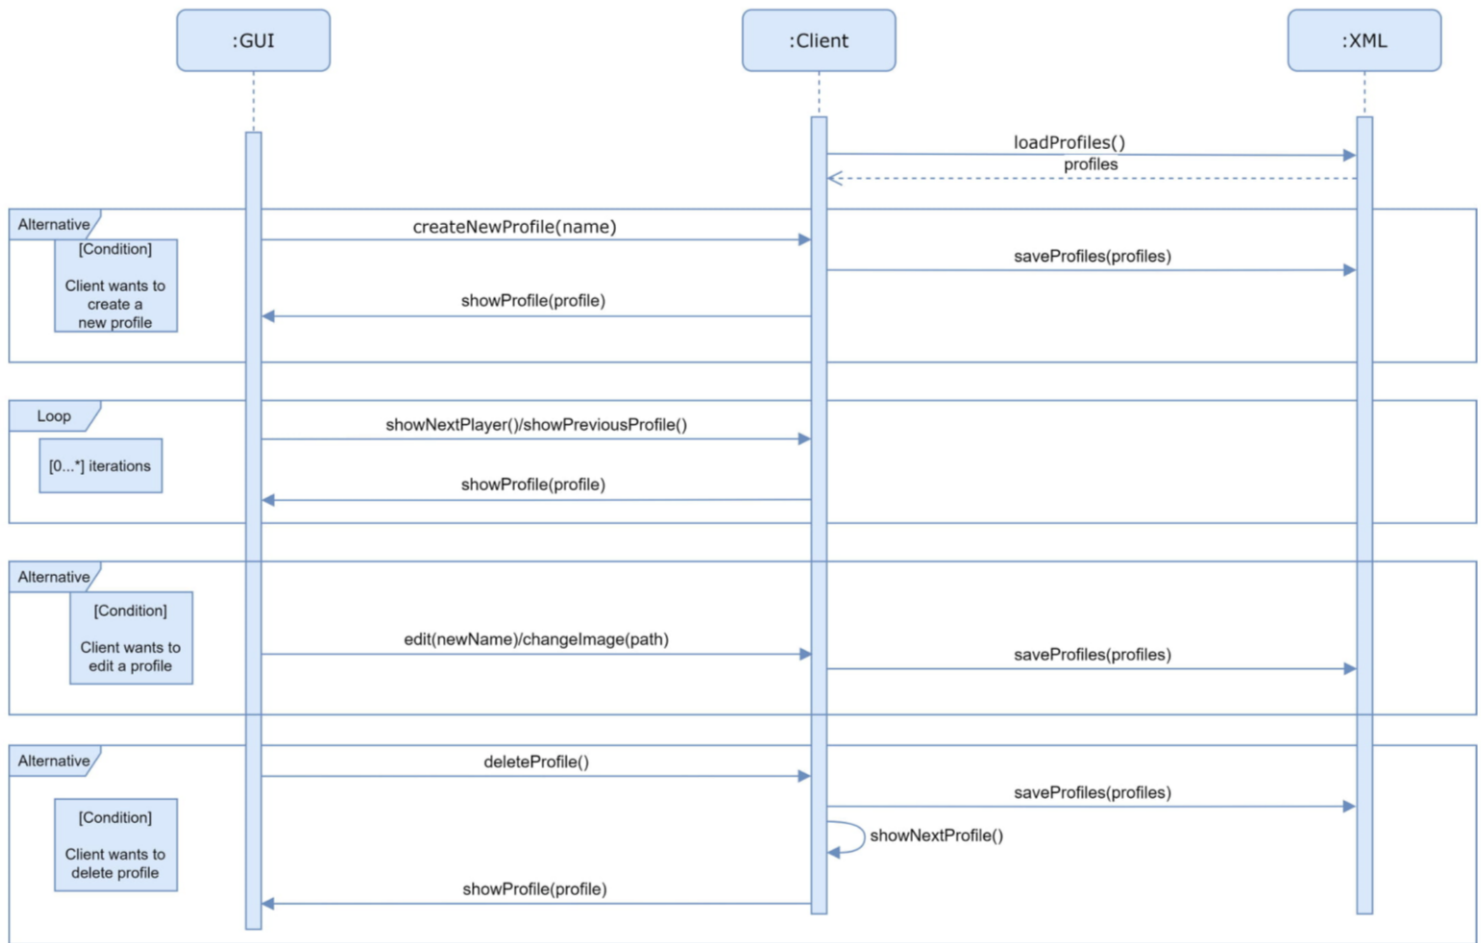 :GUI
:Client
:XML
loadProfiles()
profiles
Alternative
[Condition]
Client wants to
create a
new profile
createNewProfile(name)
saveProfiles(profiles)
showProfile(profile)
Loop
[0...*] iterations
showNextPlayer()/showPreviousProfile()
showProfile(profile)
Alternative
[Condition]
Client wants to
edit a profile
edit(newName)/changeImage(path)
saveProfiles(profiles)
Alternative
[Condition]
Client wants to
delete profile
deleteProfile()
saveProfiles(profiles)
showNextProfile()
showProfile(profile)